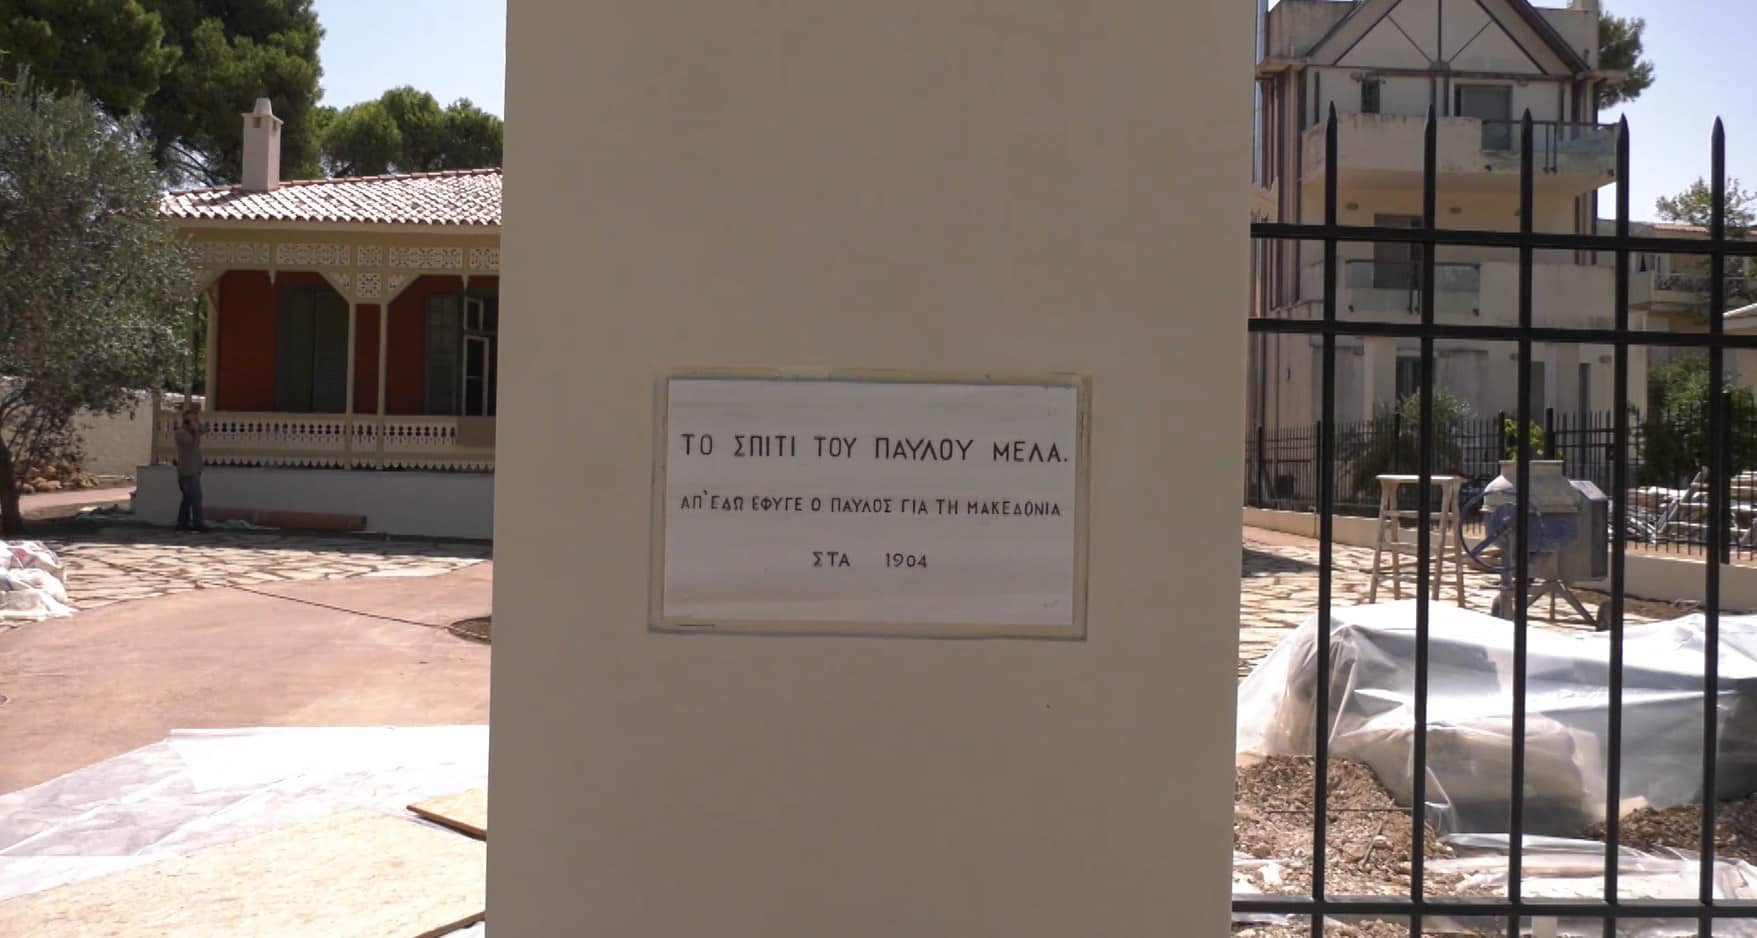 ΤΟ ΣΠΙΤΙ ΤΟΥ ΠΑΥΛΟΥ ΜΕΛΑ.
ΑΠ' ΕΔΩ ΕΦΥΓΕ Ο ΠΑΥΛΟΣ ΓΙΑ ΤΗ ΜΑΚΕΔΟΝΙΑ
ΣΤΑ 1904